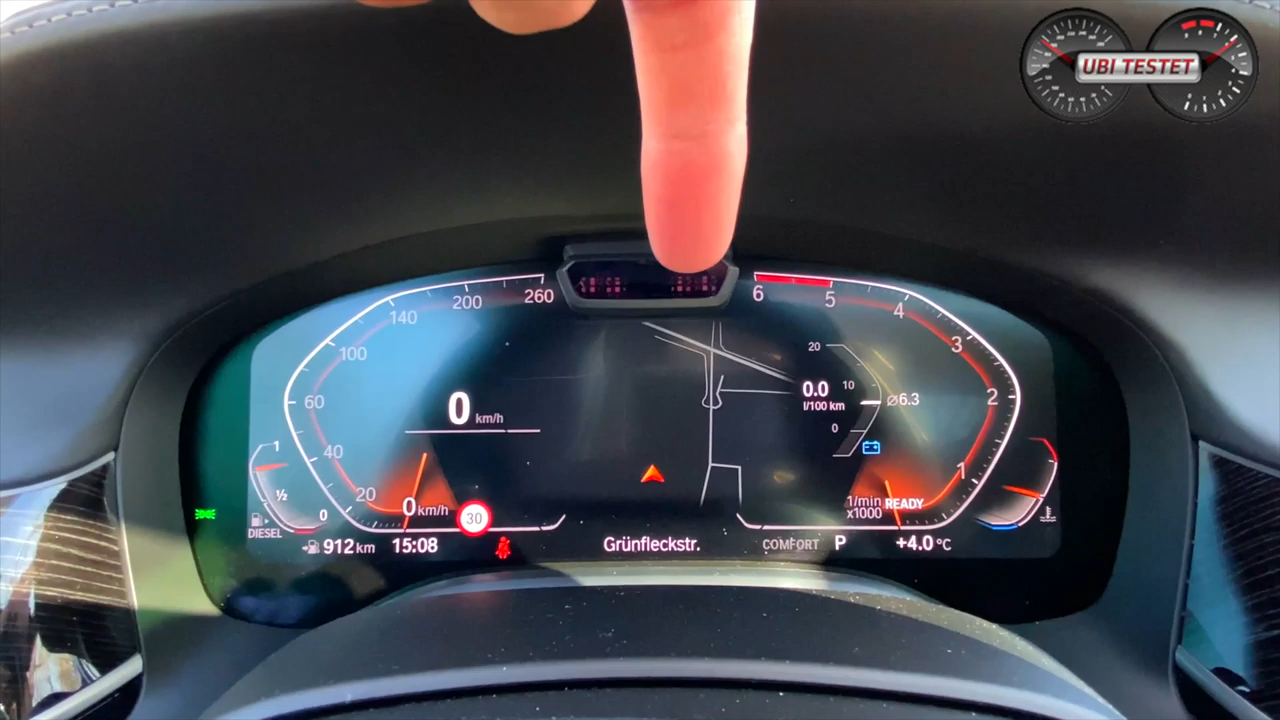 UBI TESTET
260
200
140
100
60
40
20
0 km/h
0 km/h
30
1
½
0
DIESEL
912 km
15:08
Grünfleckstr.
COMFORT P
+4.0 °C
6
5
4
3
2
1
1/min
x1000
READY
20
10
0
0.0
l/100 km
⌀6.3